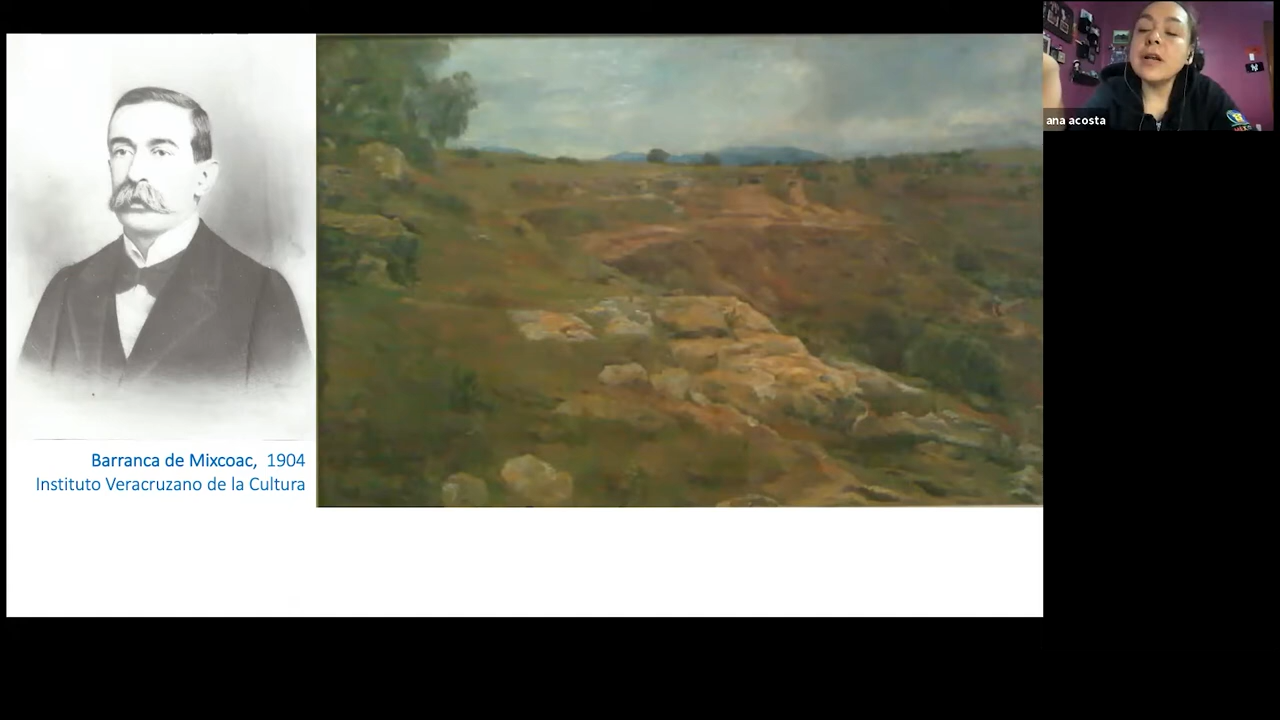 ana acosta
Barranca de Mixcoac, 1904
Instituto Veracruzano de la Cultura